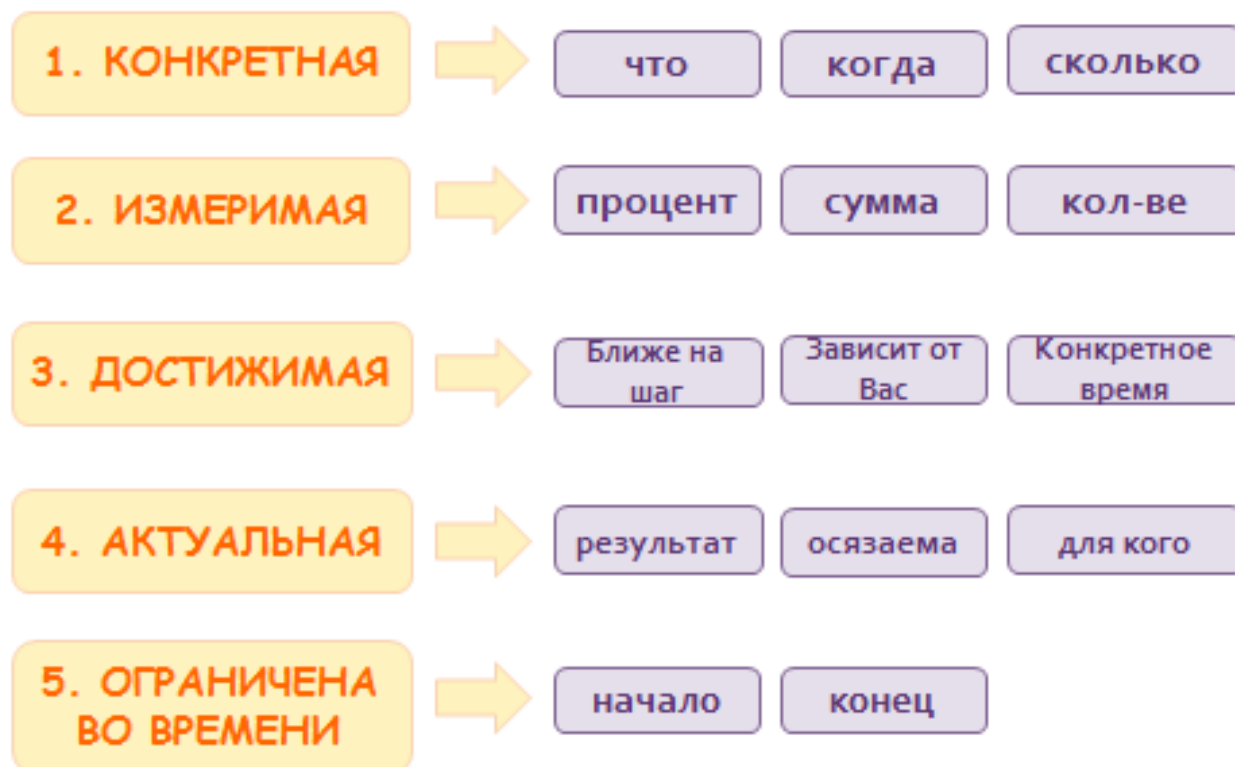 1. КОНКРЕТНАЯ
что
когда
сколько
2. ИЗМЕРИМАЯ
процент
сумма
кол-ве
3. ДОСТИЖИМАЯ
Ближе на
шаг
Зависит от
Вас
Конкретное
время
4. АКТУАЛЬНАЯ
результат
осязаема
для кого
5. ОГРАНИЧЕНА
ВО ВРЕМЕНИ
начало
конец